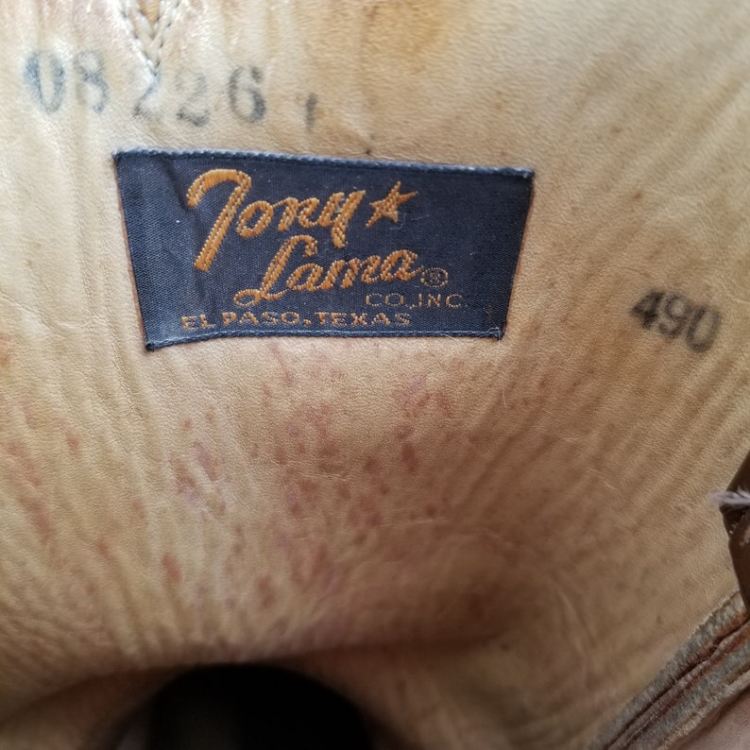 08226
Tony
Lama®
CO., INC.
EL PASO, TEXAS
490